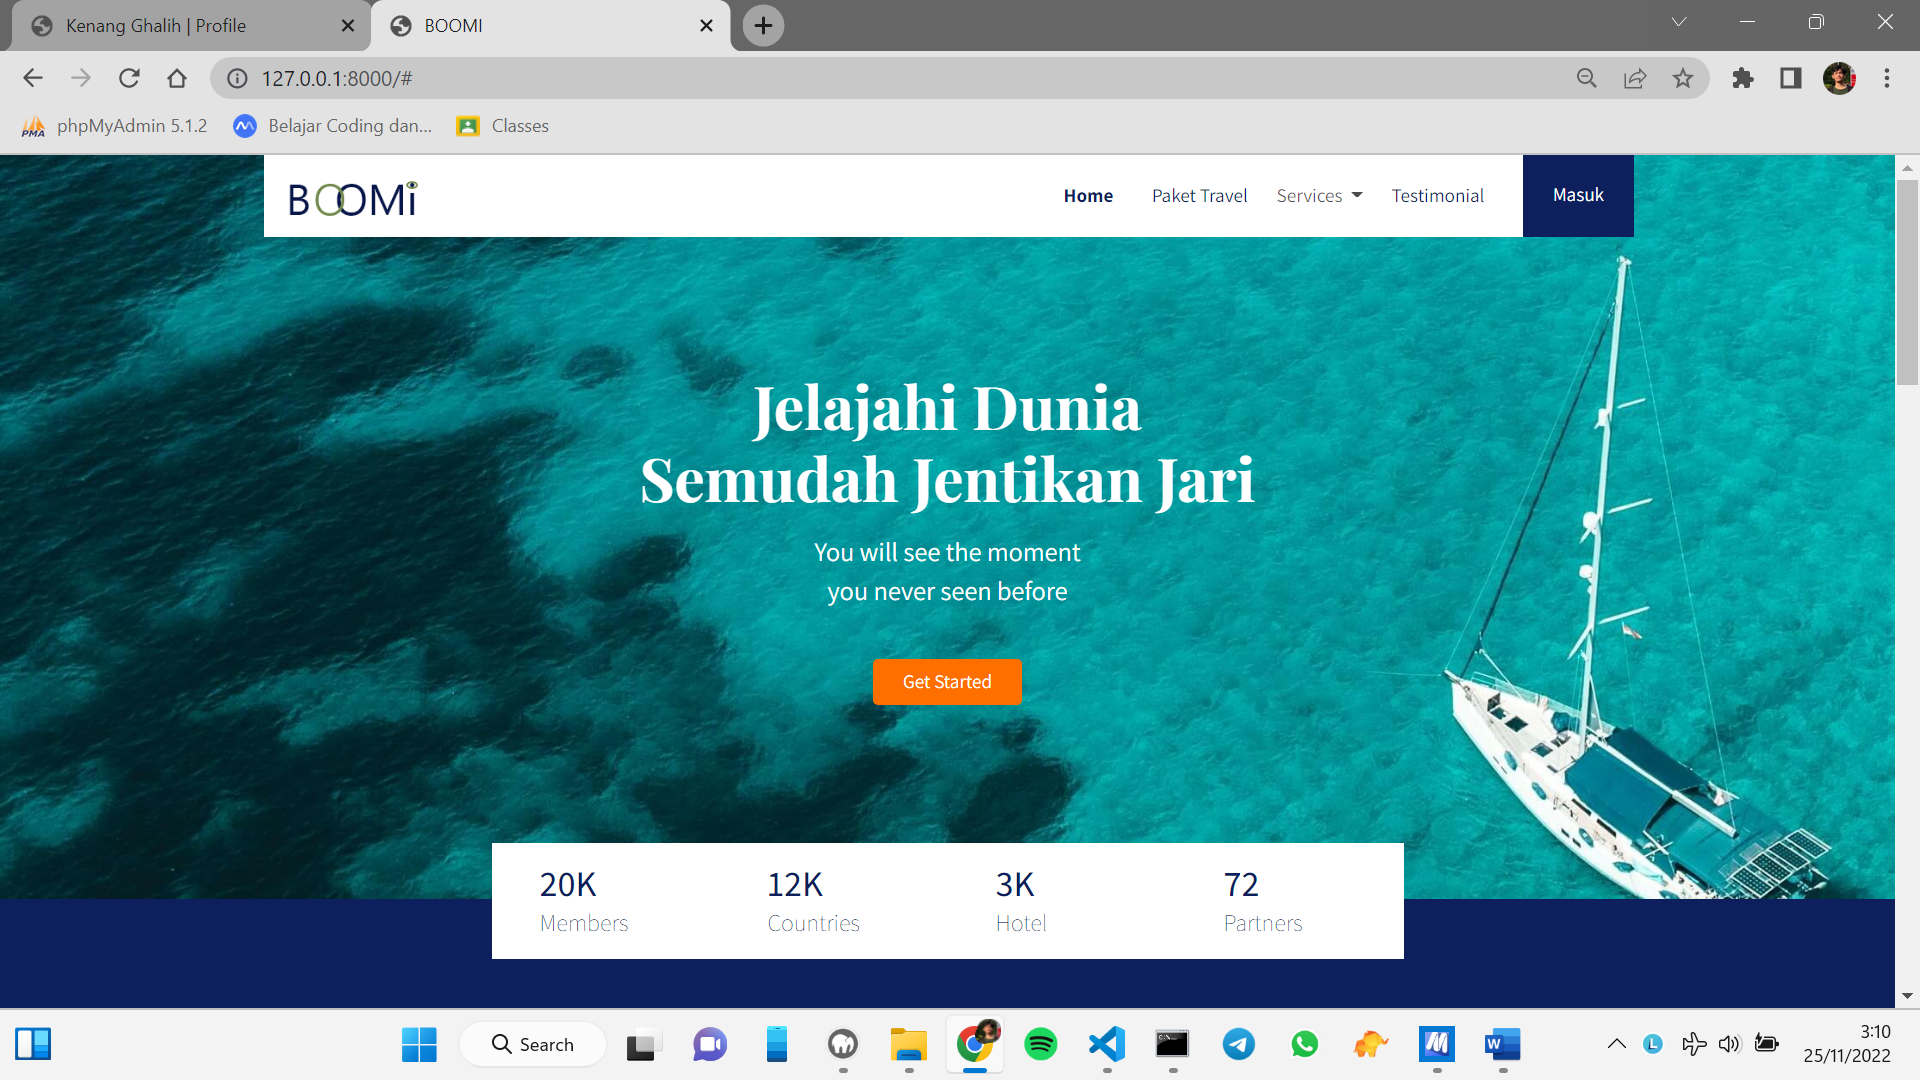 Kenang Ghalih | Profile
BOOMI
127.0.0.1:8000/#
phpMyAdmin 5.1.2
Belajar Coding dan...
Classes
BOOMi
Home
Paket Travel
Services
Testimonial
Masuk
Jelajahi Dunia
Semudah Jentikan Jari
You will see the moment
you never seen before
Get Started
20K
Members
12K
Countries
3K
Hotel
72
Partners
Search
3:10
25/11/2022